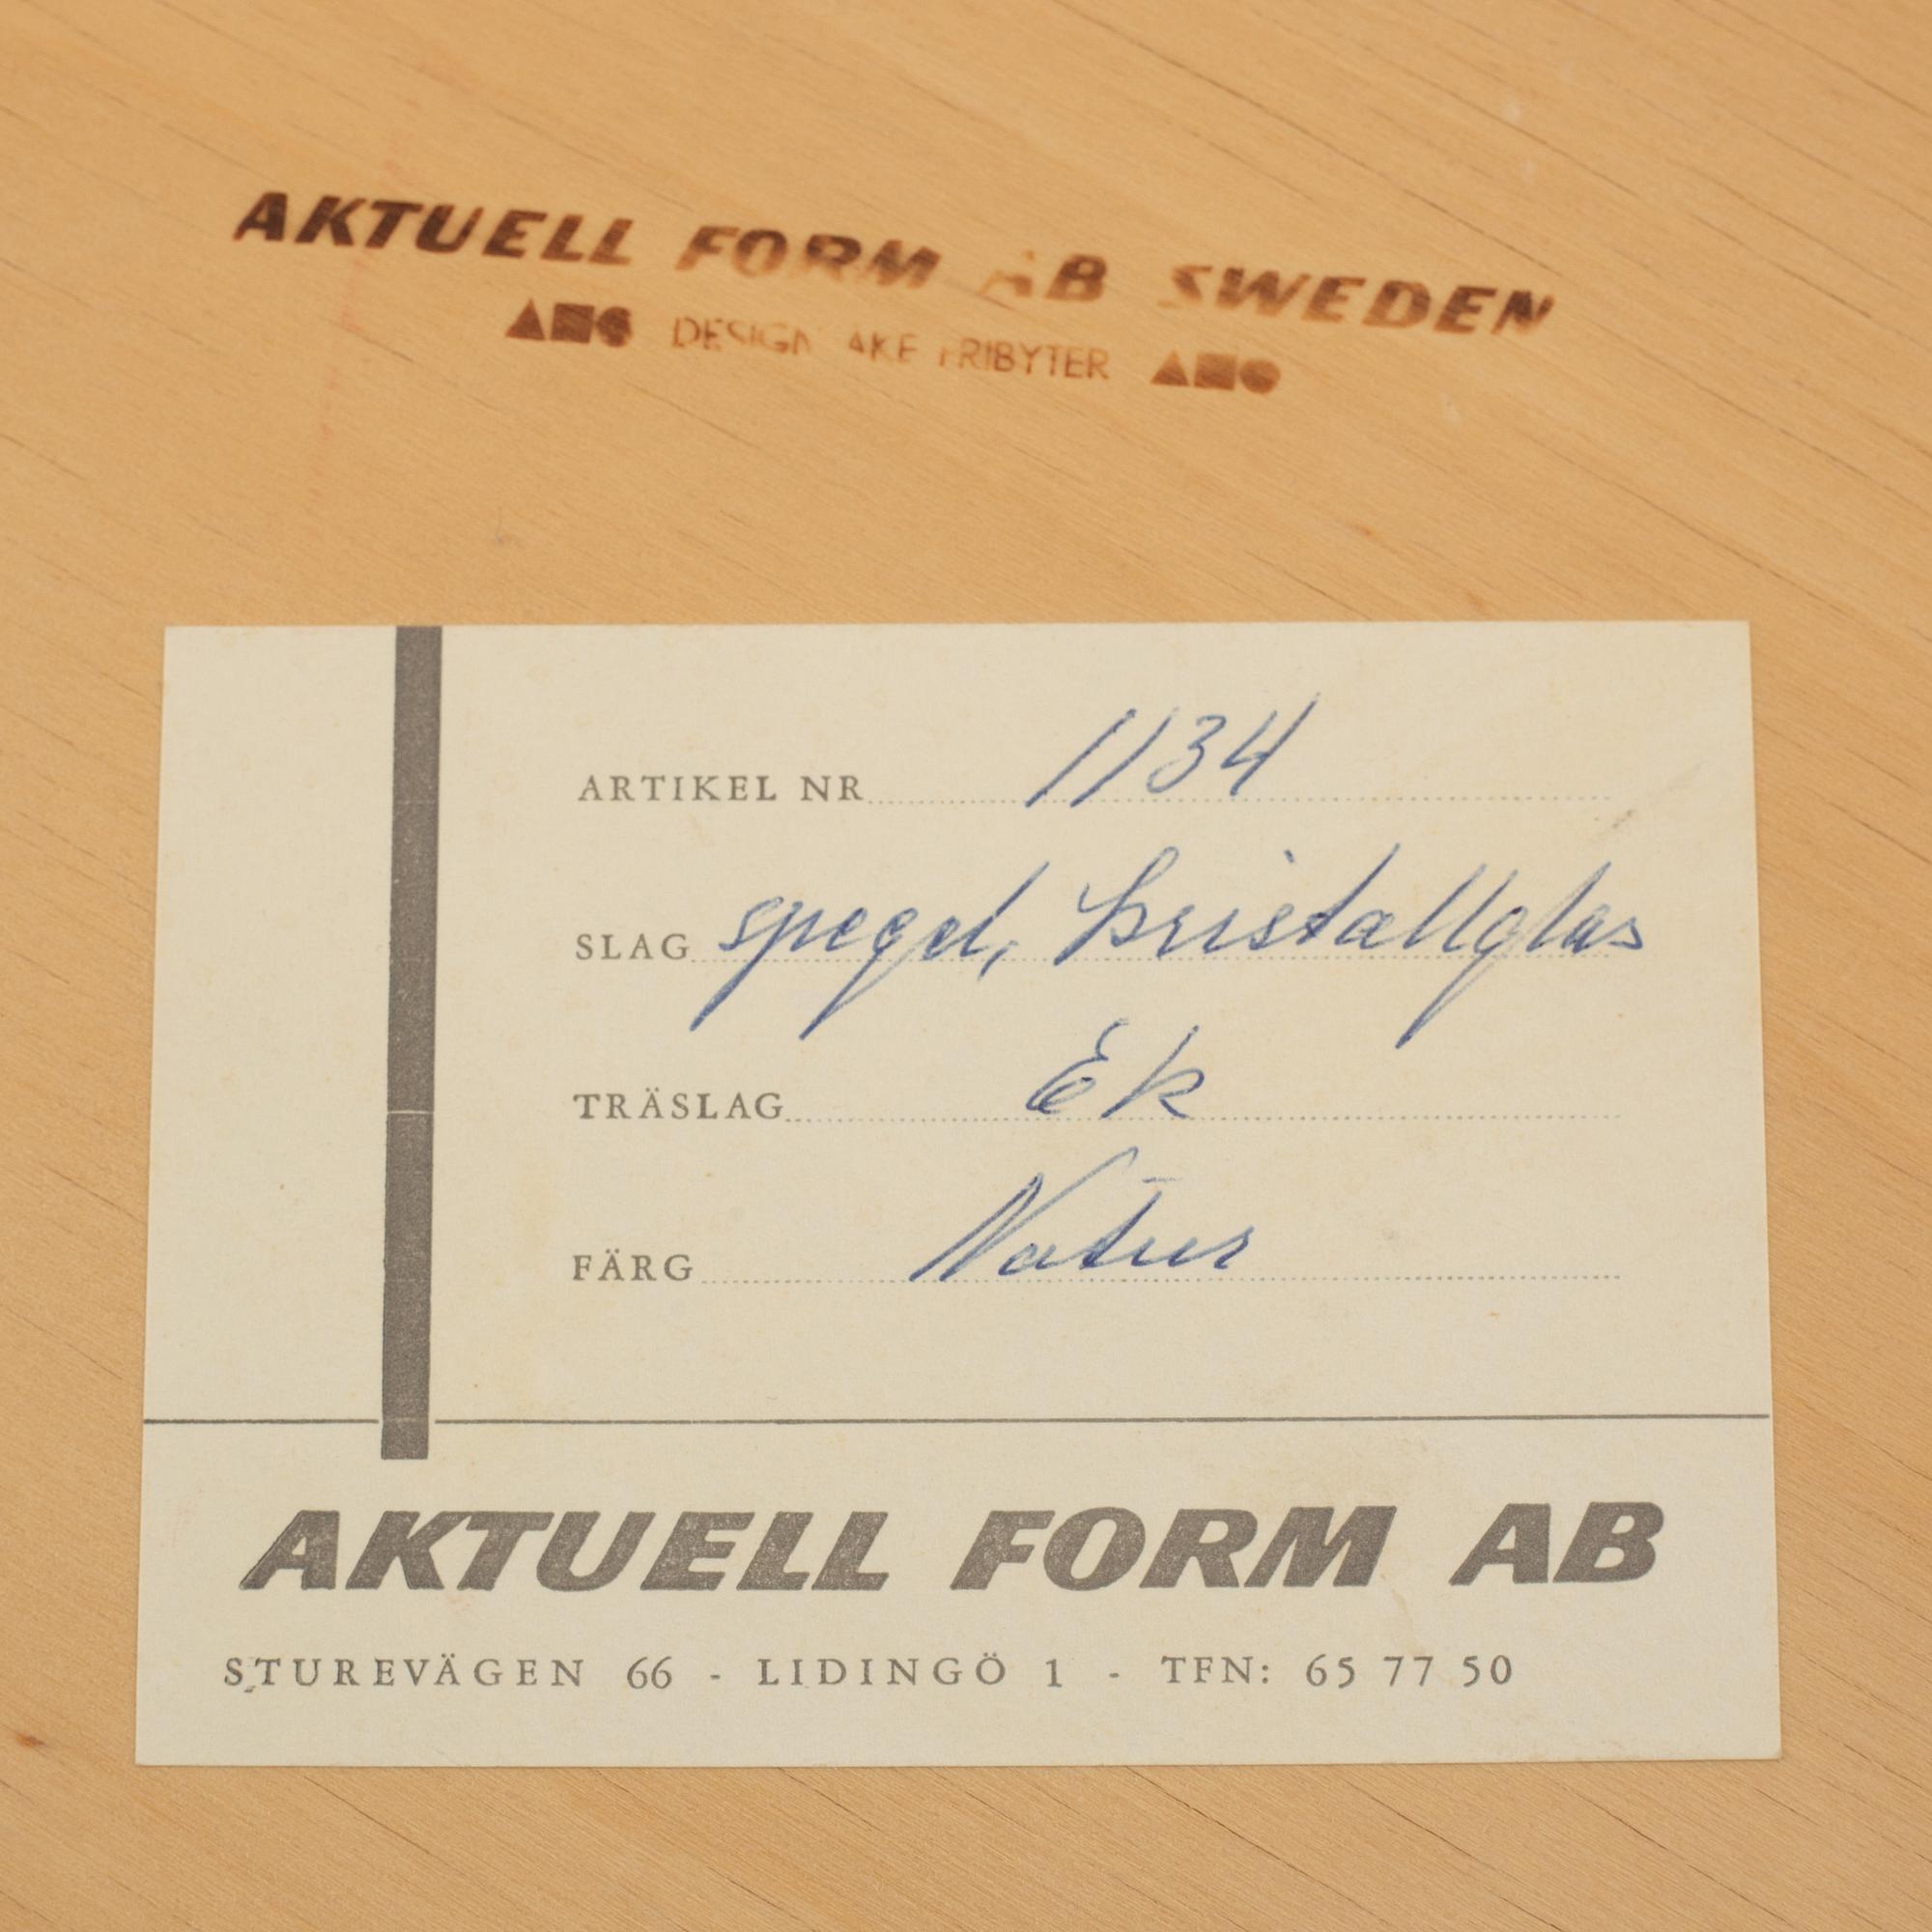 AKTUELL FORM AB SWEDEN
DESIGN AKE FRIBYTER
ARTIKEL NR 1134
SLAG spegel, kristallglas
TRÄSLAG Ek
FÄRG Natur
AKTUELL FORM AB
STUREVÄGEN 66 - LIDINGÖ 1 - TFN: 65 77 50